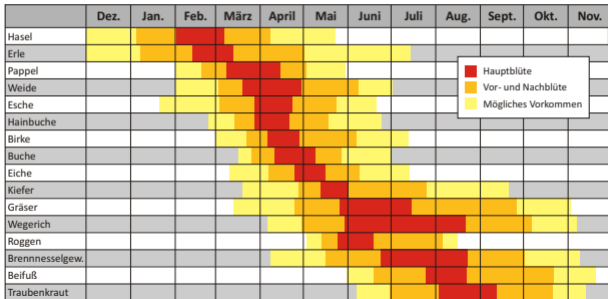 Dez. Jan. Feb. März April Mai Juni Juli Aug. Sept. Okt. Nov.
Hasel
Erle
Pappel
Weide
Esche
Hainbuche
Birke
Buche
Eiche
Kiefer
Gräser
Wegerich
Roggen
Brennnesselgew.
Beifuß
Traubenkraut
Hauptblüte
Vor- und Nachblüte
Mögliches Vorkommen